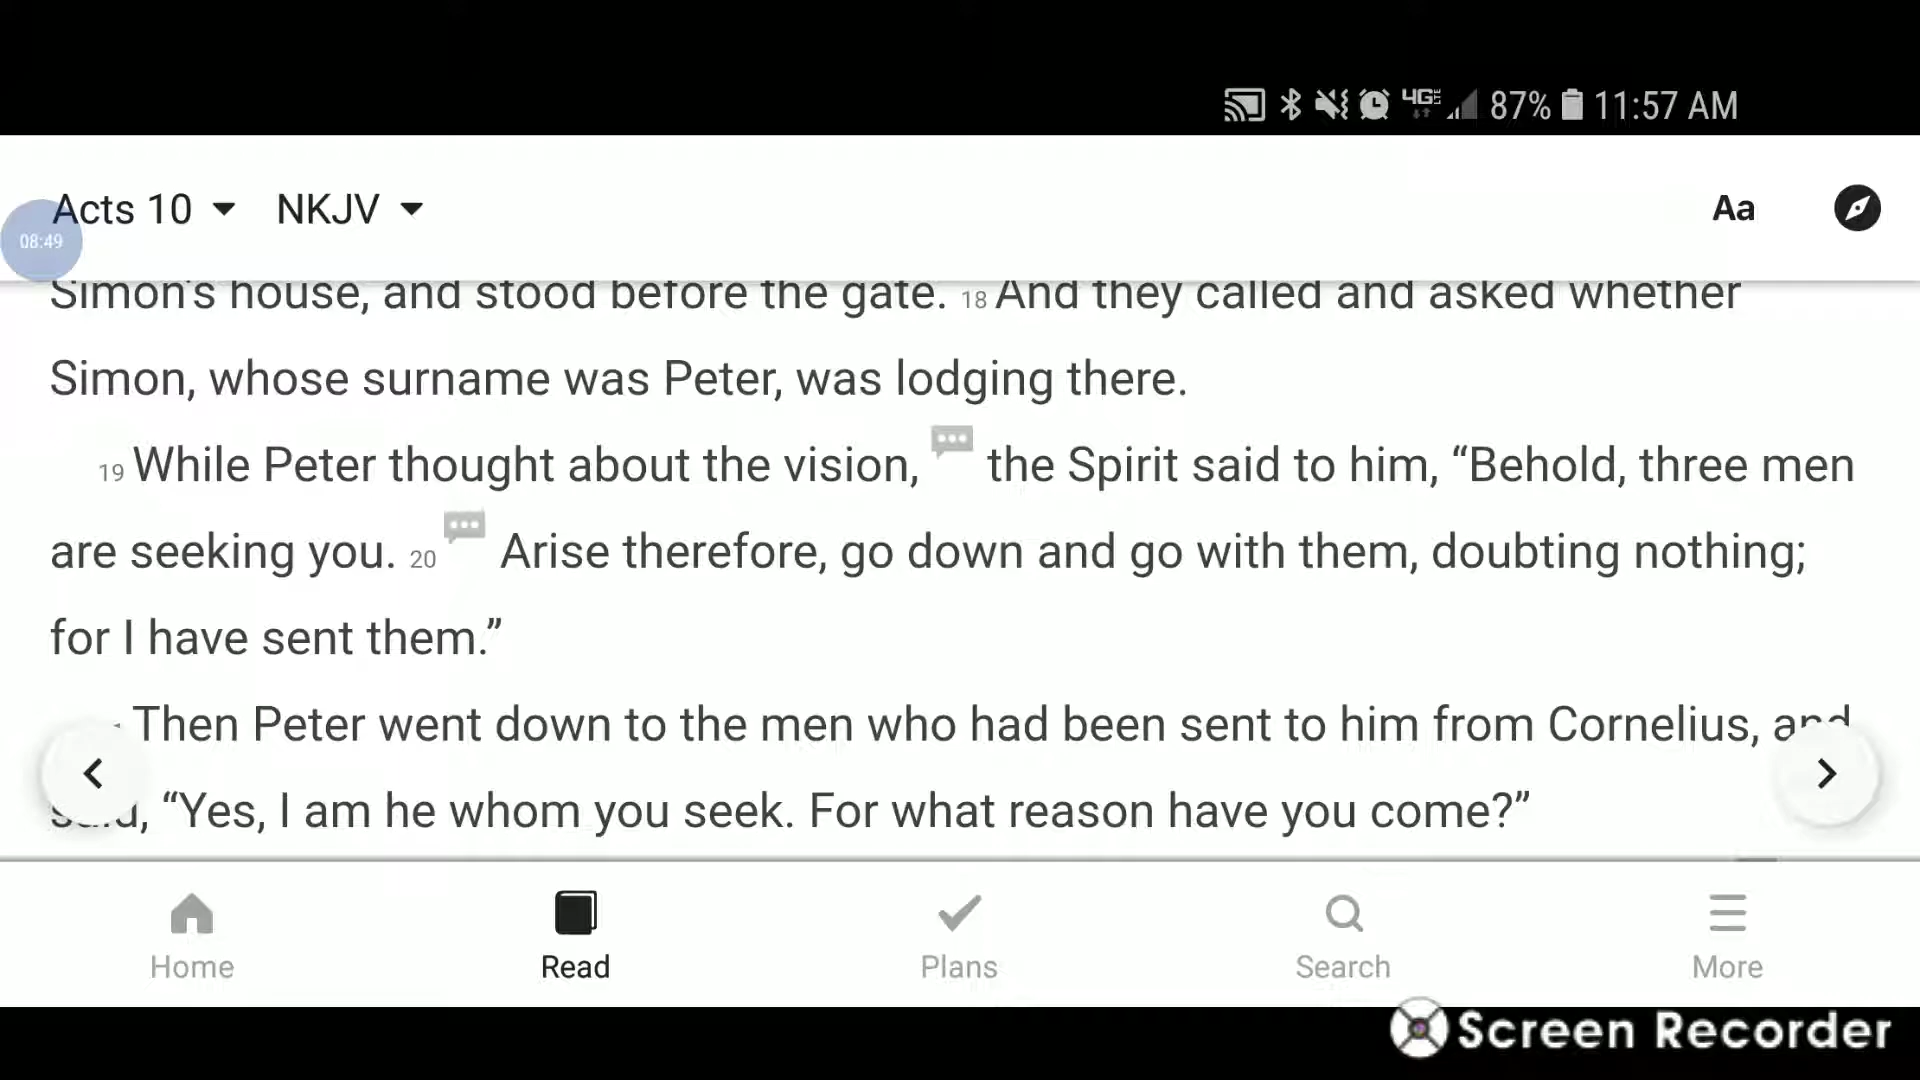 4G LTE 87% 11:57 AM
Acts 10 NKJV Aa
08:49
Simon's house, and stood before the gate. 18 And they called and asked whether
Simon, whose surname was Peter, was lodging there.
19 While Peter thought about the vision, the Spirit said to him, “Behold, three men
are seeking you. 20 Arise therefore, go down and go with them, doubting nothing;
for I have sent them.”
Then Peter went down to the men who had been sent to him from Cornelius, and
said, “Yes, I am he whom you seek. For what reason have you come?”
Home Read Plans Search More
Screen Recorder